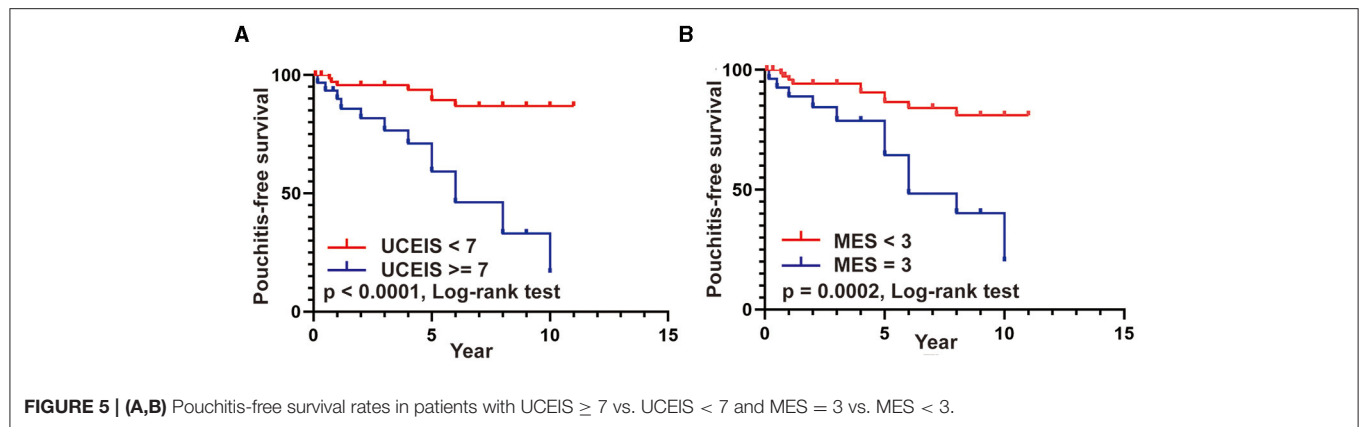 A
Pouchitis-free survival
100
50
0
UCEIS < 7
UCEIS >= 7
p < 0.0001, Log-rank test
0 5 10 15
Year
B
Pouchitis-free survival
100
50
0
MES < 3
MES = 3
p = 0.0002, Log-rank test
0 5 10 15
Year
FIGURE 5 | (A,B) Pouchitis-free survival rates in patients with UCEIS ≥ 7 vs. UCEIS < 7 and MES = 3 vs. MES < 3.